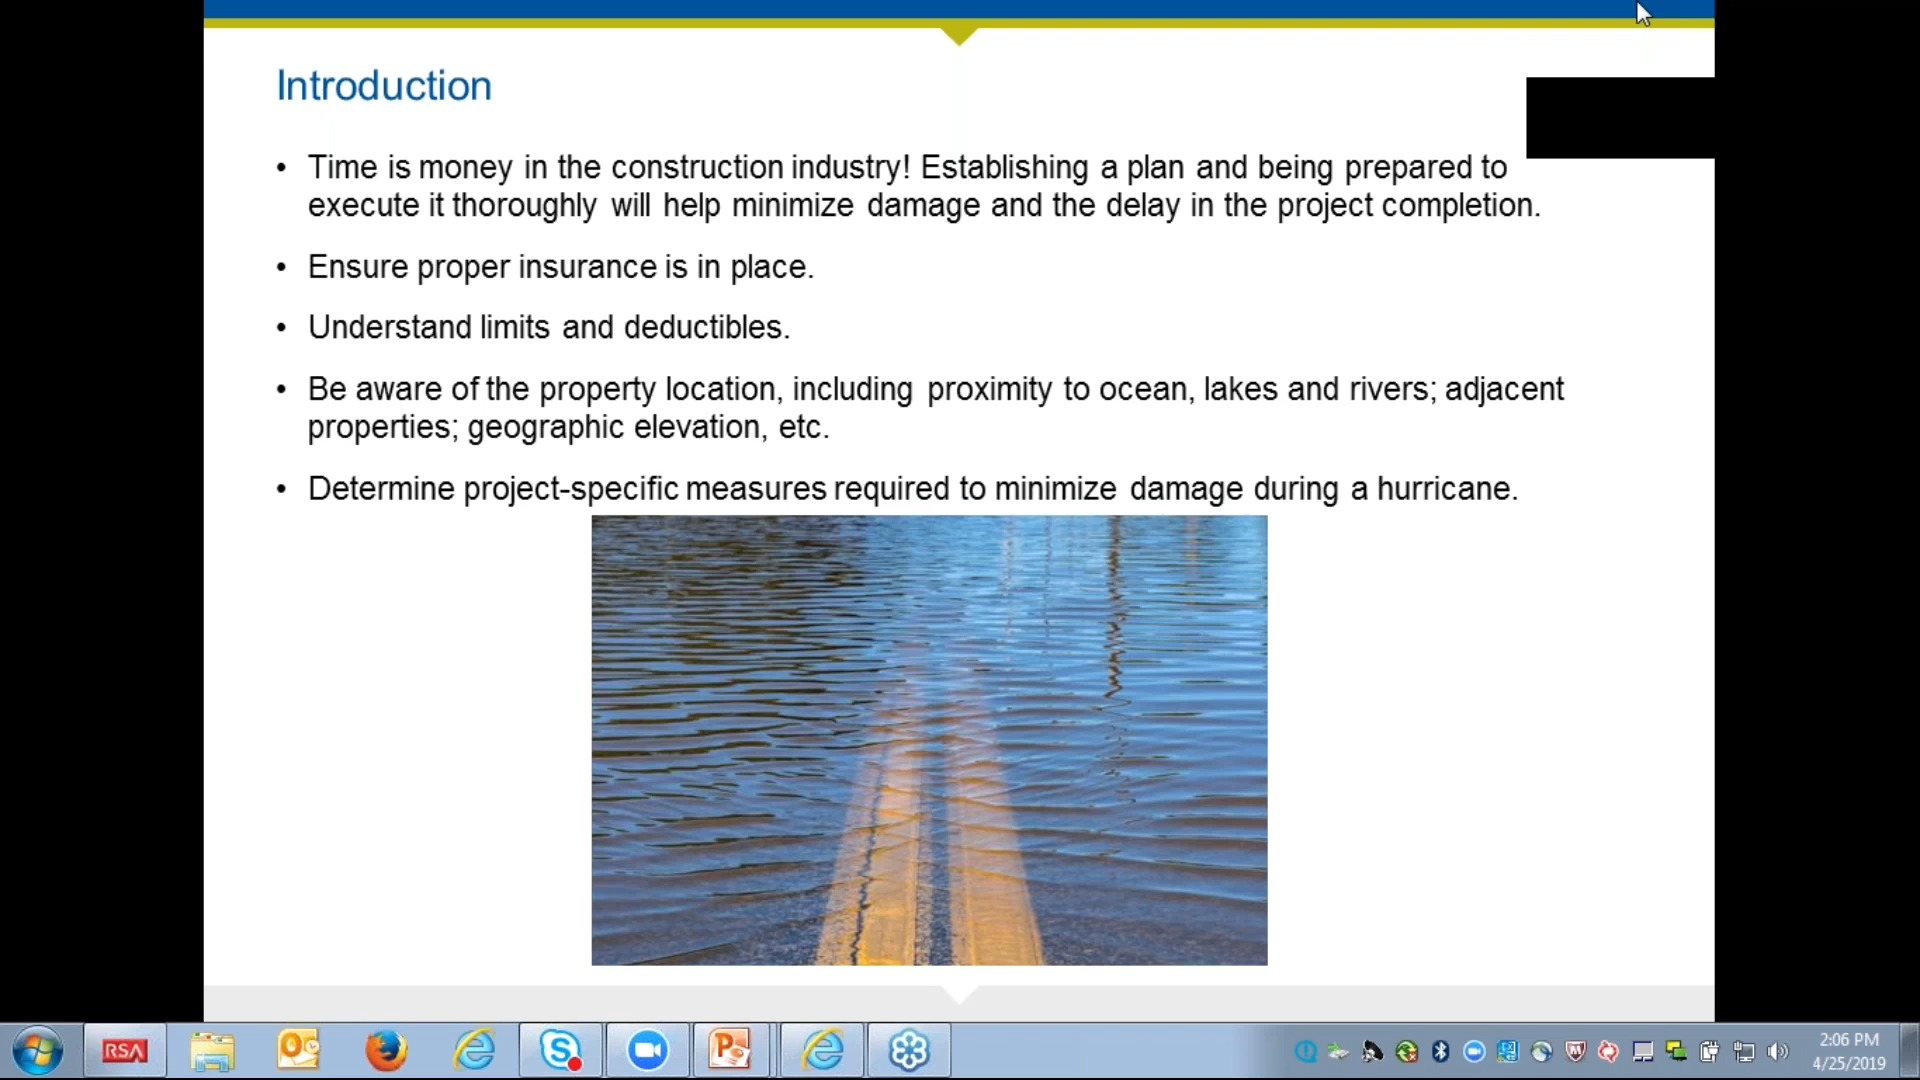 Introduction
• Time is money in the construction industry! Establishing a plan and being prepared to
execute it thoroughly will help minimize damage and the delay in the project completion.
• Ensure proper insurance is in place.
• Understand limits and deductibles.
• Be aware of the property location, including proximity to ocean, lakes and rivers; adjacent
properties; geographic elevation, etc.
• Determine project-specific measures required to minimize damage during a hurricane.
RSA
2:06 PM
4/25/2019